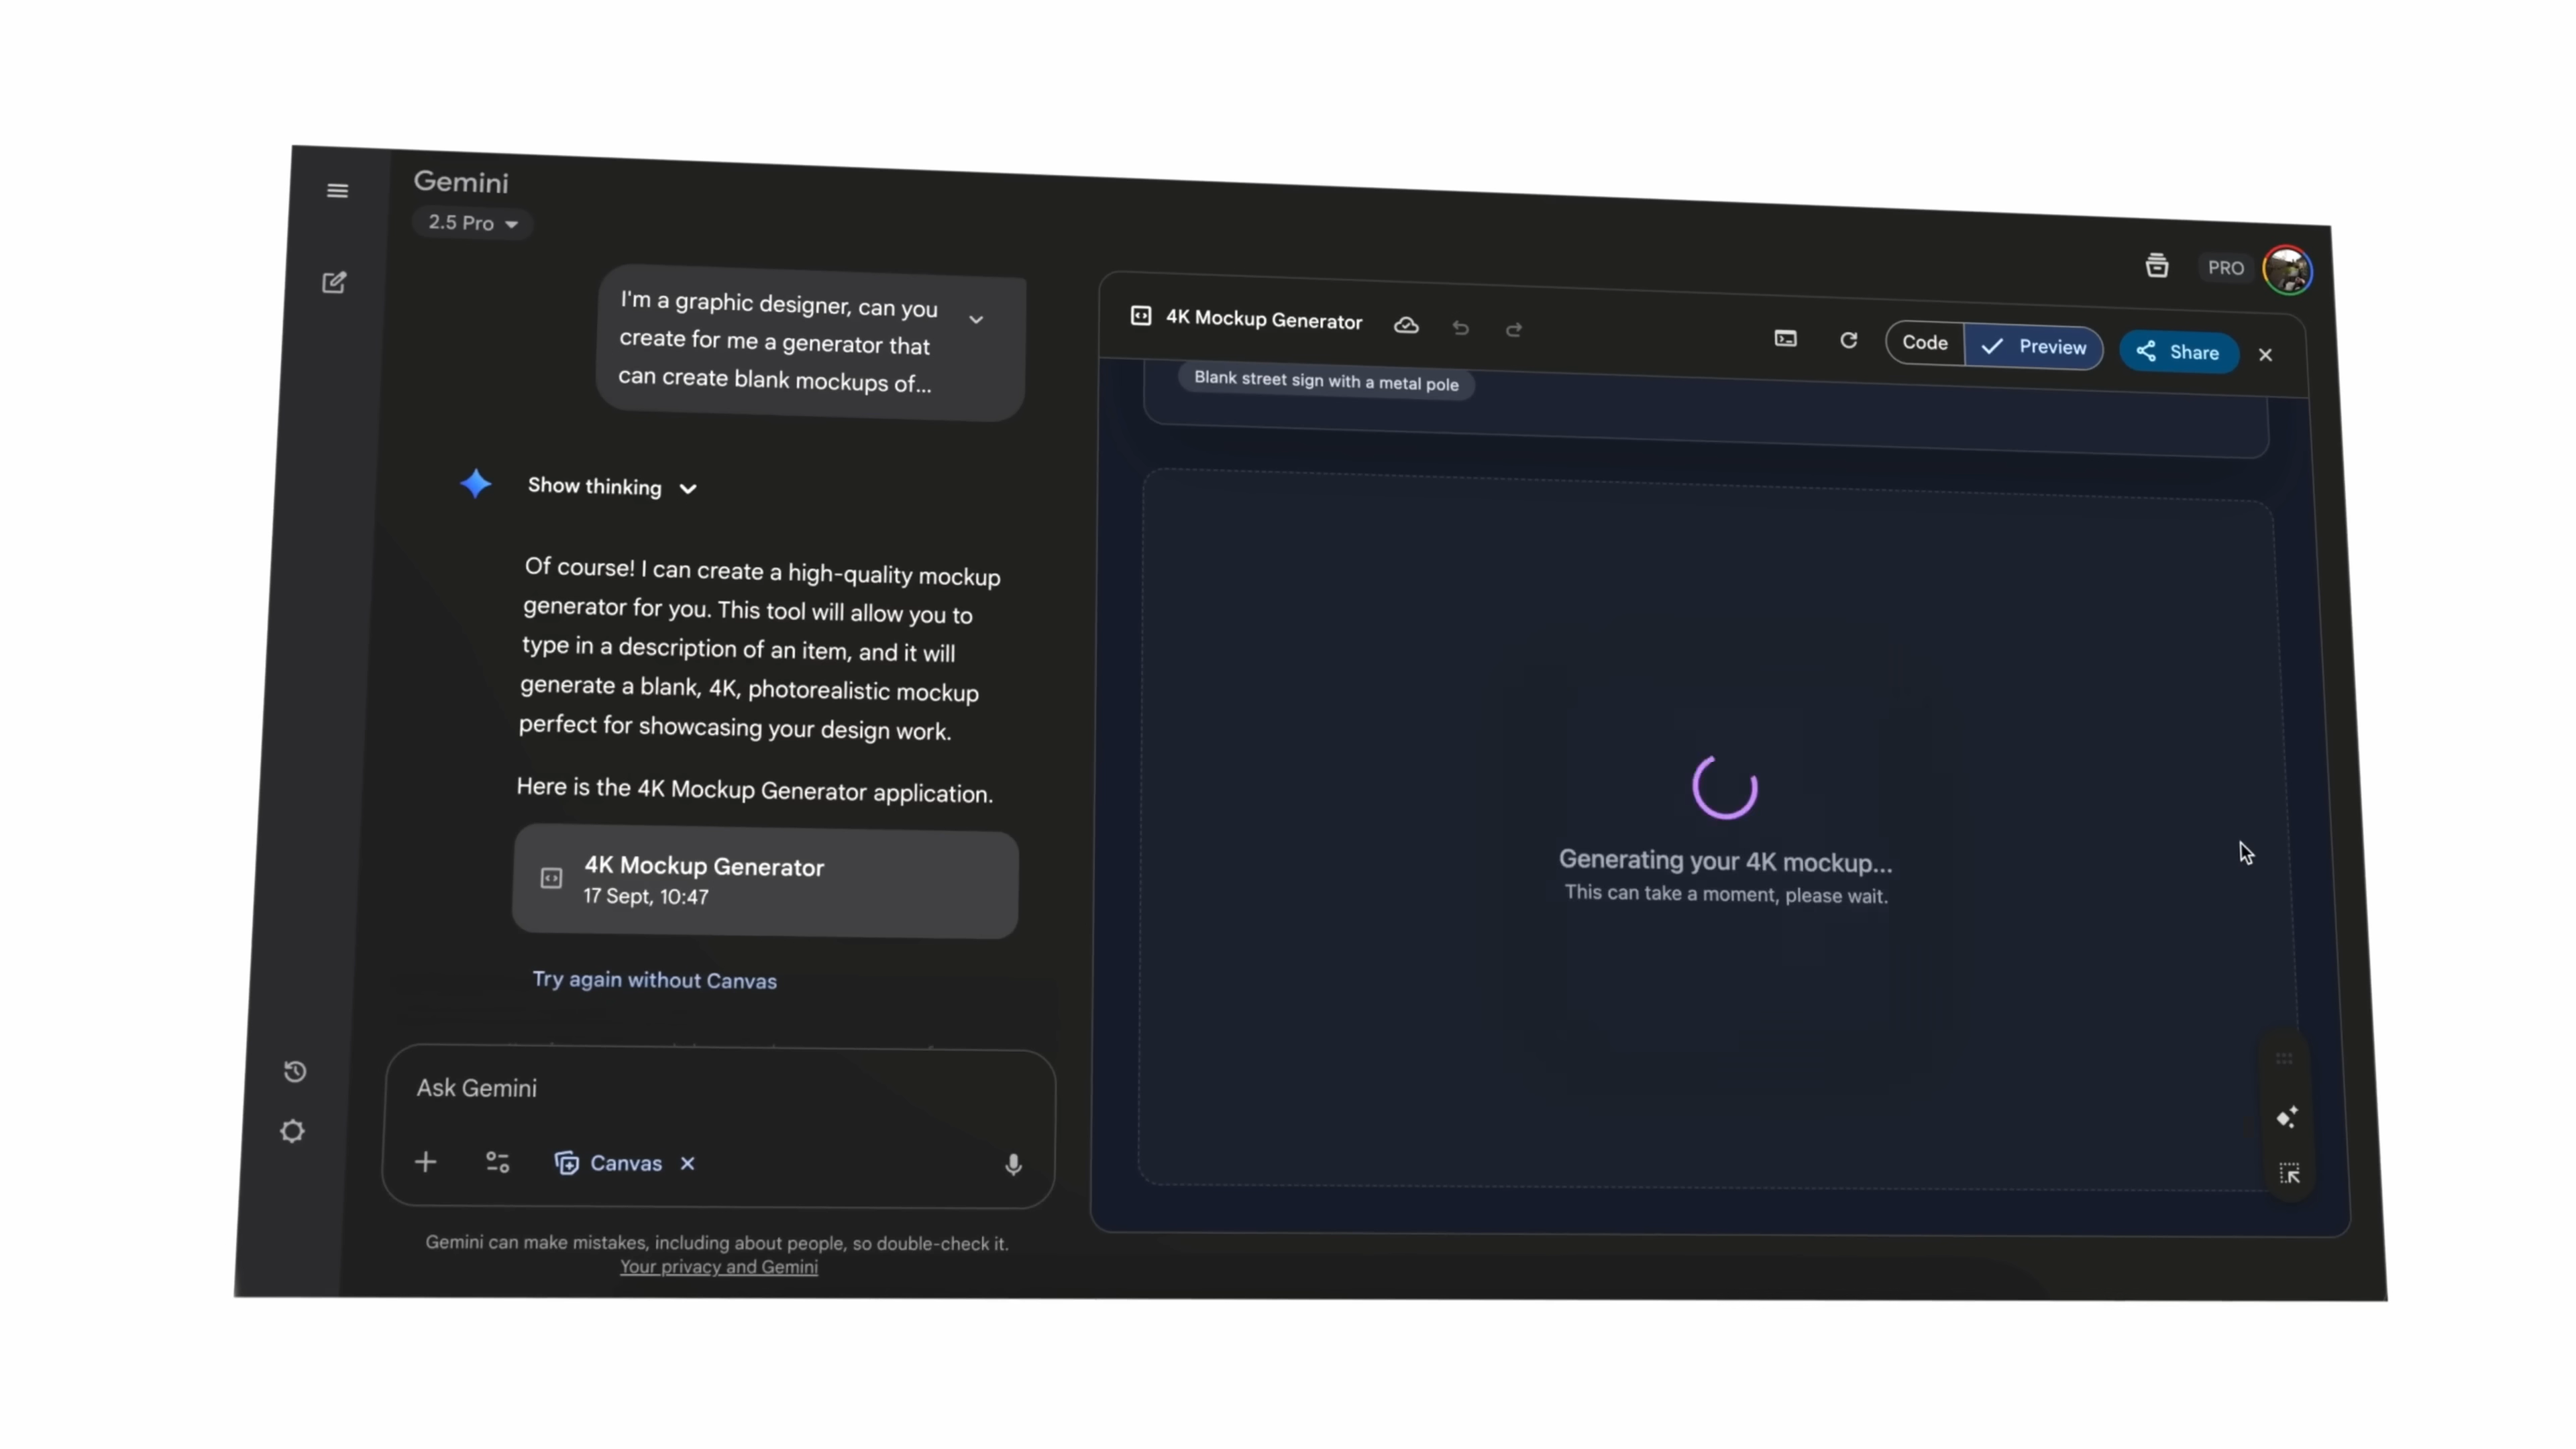 Gemini
2.5 Pro
I'm a graphic designer, can you
create for me a generator that
can create blank mockups of...
Show thinking
Of course! I can create a high-quality mockup
generator for you. This tool will allow you to
type in a description of an item, and it will
generate a blank, 4K, photorealistic mockup
perfect for showcasing your design work.
Here is the 4K Mockup Generator application.
4K Mockup Generator
17 Sept, 10:47
Try again without Canvas
Ask Gemini
Canvas
Gemini can make mistakes, including about people, so double-check it.
Your privacy and Gemini
PRO
4K Mockup Generator
Code
Preview
Share
Blank street sign with a metal pole
Generating your 4K mockup...
This can take a moment, please wait.